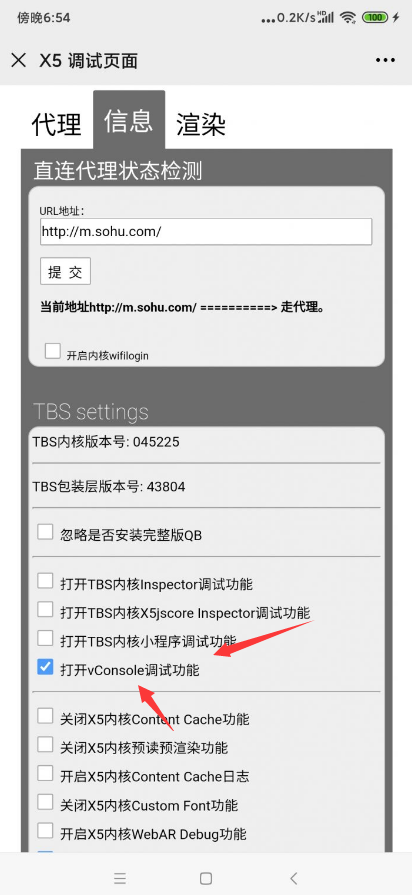 傍晚6:54
...0.2K/s HD 100
X5 调试页面
代理 信息 渲染
直连代理状态检测
URL地址:
http://m.sohu.com/
提 交
当前地址http://m.sohu.com/ ==========> 走代理。
开启内核wifilogin
TBS settings
TBS内核版本号: 045225
TBS包装层版本号: 43804
忽略是否安装完整版QB
打开TBS内核Inspector调试功能
打开TBS内核X5jscore Inspector调试功能
打开TBS内核小程序调试功能
打开vConsole调试功能
关闭X5内核Content Cache功能
关闭X5内核预读预渲染功能
开启X5内核Content Cache日志
关闭X5内核Custom Font功能
开启X5内核WebAR Debug功能